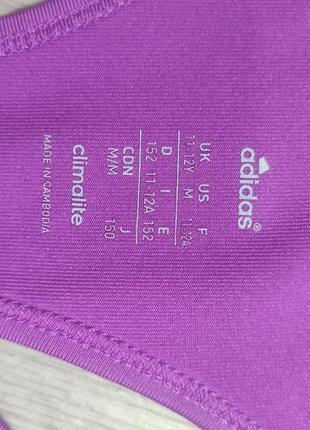 adidas®
UK US F
11-12Y M 11-12A
D I E
152 11-12A 152
CDN J
M/M 150
climalite
MADE IN CAMBODIA